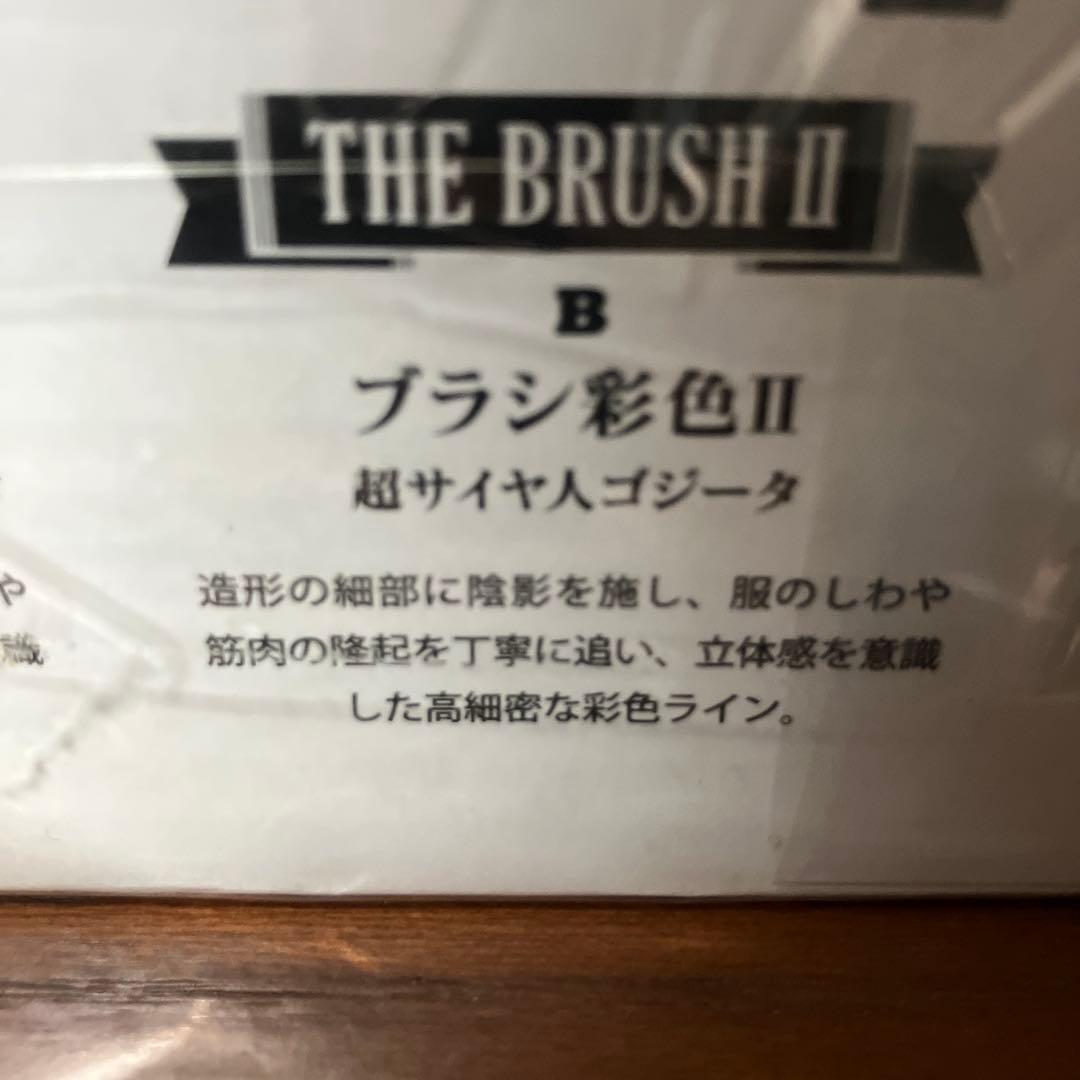 THE BRUSH II
B
ブラシ彩色II
超サイヤ人ゴジータ
造形の細部に陰影を施し、服のしわや
筋肉の隆起を丁寧に追い、立体感を意識
した高細密な彩色ライン。
や
識